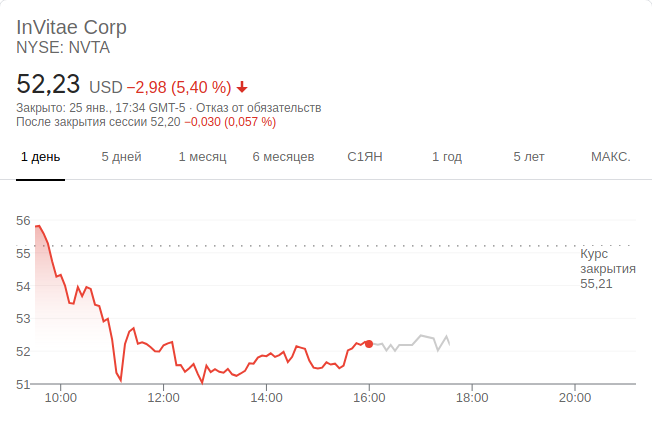 InVitae Corp
NYSE: NVTA
52,23 USD −2,98 (5,40 %)
Закрыто: 25 янв., 17:34 GMT-5 · Отказ от обязательств
После закрытия сессии 52,20 −0,030 (0,057 %)
1 день 5 дней 1 месяц 6 месяцев С1ЯН 1 год 5 лет МАКС.
56
55
54
53
52
51
Курс
закрытия
55,21
10:00 12:00 14:00 16:00 18:00 20:00